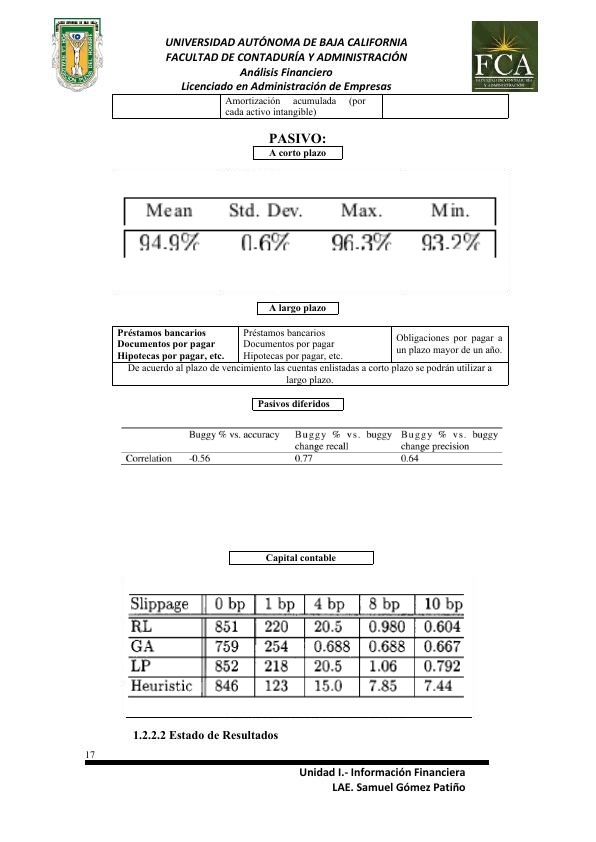 UNIVERSIDAD AUTÓNOMA DE BAJA CALIFORNIA
FACULTAD DE CONTADURÍA Y ADMINISTRACIÓN
Análisis Financiero
Licenciado en Administración de Empresas
FCA
FACULTAD DE CONTADURÍA
Y ADMINISTRACIÓN
Amortización acumulada (por
cada activo intangible)
PASIVO:
A corto plazo
Mean Std. Dev. Max. Min.
94.9% 0.6% 96.3% 93.2%
A largo plazo
Préstamos bancarios Préstamos bancarios Obligaciones por pagar a
Documentos por pagar Documentos por pagar un plazo mayor de un año.
Hipotecas por pagar, etc. Hipotecas por pagar, etc.
De acuerdo al plazo de vencimiento las cuentas enlistadas a corto plazo se podrán utilizar a
largo plazo.
Pasivos diferidos
Buggy % vs. accuracy Buggy % vs. buggy Buggy % vs. buggy
change recall change precision
Correlation -0.56 0.77 0.64
Capital contable
Slippage 0 bp 1 bp 4 bp 8 bp 10 bp
RL 851 220 20.5 0.980 0.604
GA 759 254 0.688 0.688 0.667
LP 852 218 20.5 1.06 0.792
Heuristic 846 123 15.0 7.85 7.44
1.2.2.2 Estado de Resultados
17
Unidad I.- Información Financiera
LAE. Samuel Gómez Patiño